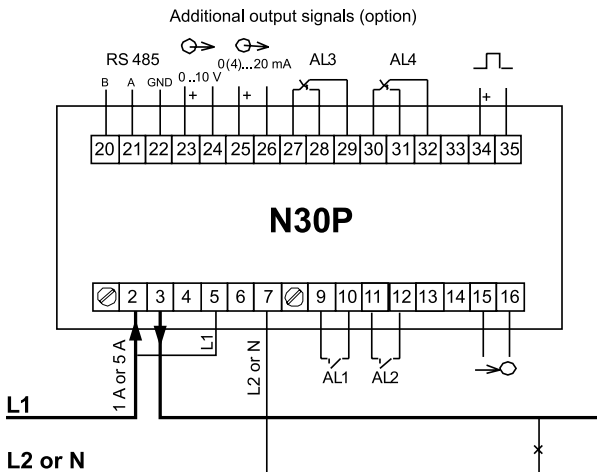 Additional output signals (option)
RS 485
0(4)...20 mA
AL3
AL4
B A GND
0 ..10 V
+ + +
20 21 22 23 24 25 26 27 28 29 30 31 32 33 34 35
N30P
2 3 4 5 6 7 9 10 11 12 13 14 15 16
1 A or 5 A
L1
L2 or N
AL1
AL2
L1
L2 or N